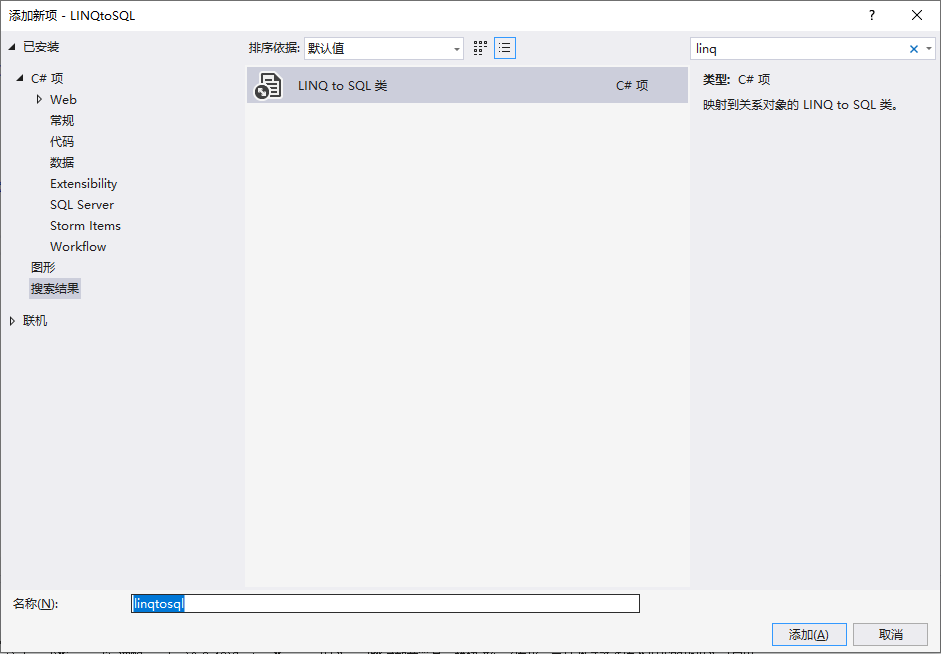 添加新项 - LINQtoSQL
?
已安装
排序依据: 默认值
linq
C# 项
Web
常规
代码
数据
Extensibility
SQL Server
Storm Items
Workflow
图形
搜索结果
联机
LINQ to SQL 类 C# 项
类型: C# 项
映射到关系对象的 LINQ to SQL 类。
名称(N): linqtosql
添加(A) 取消